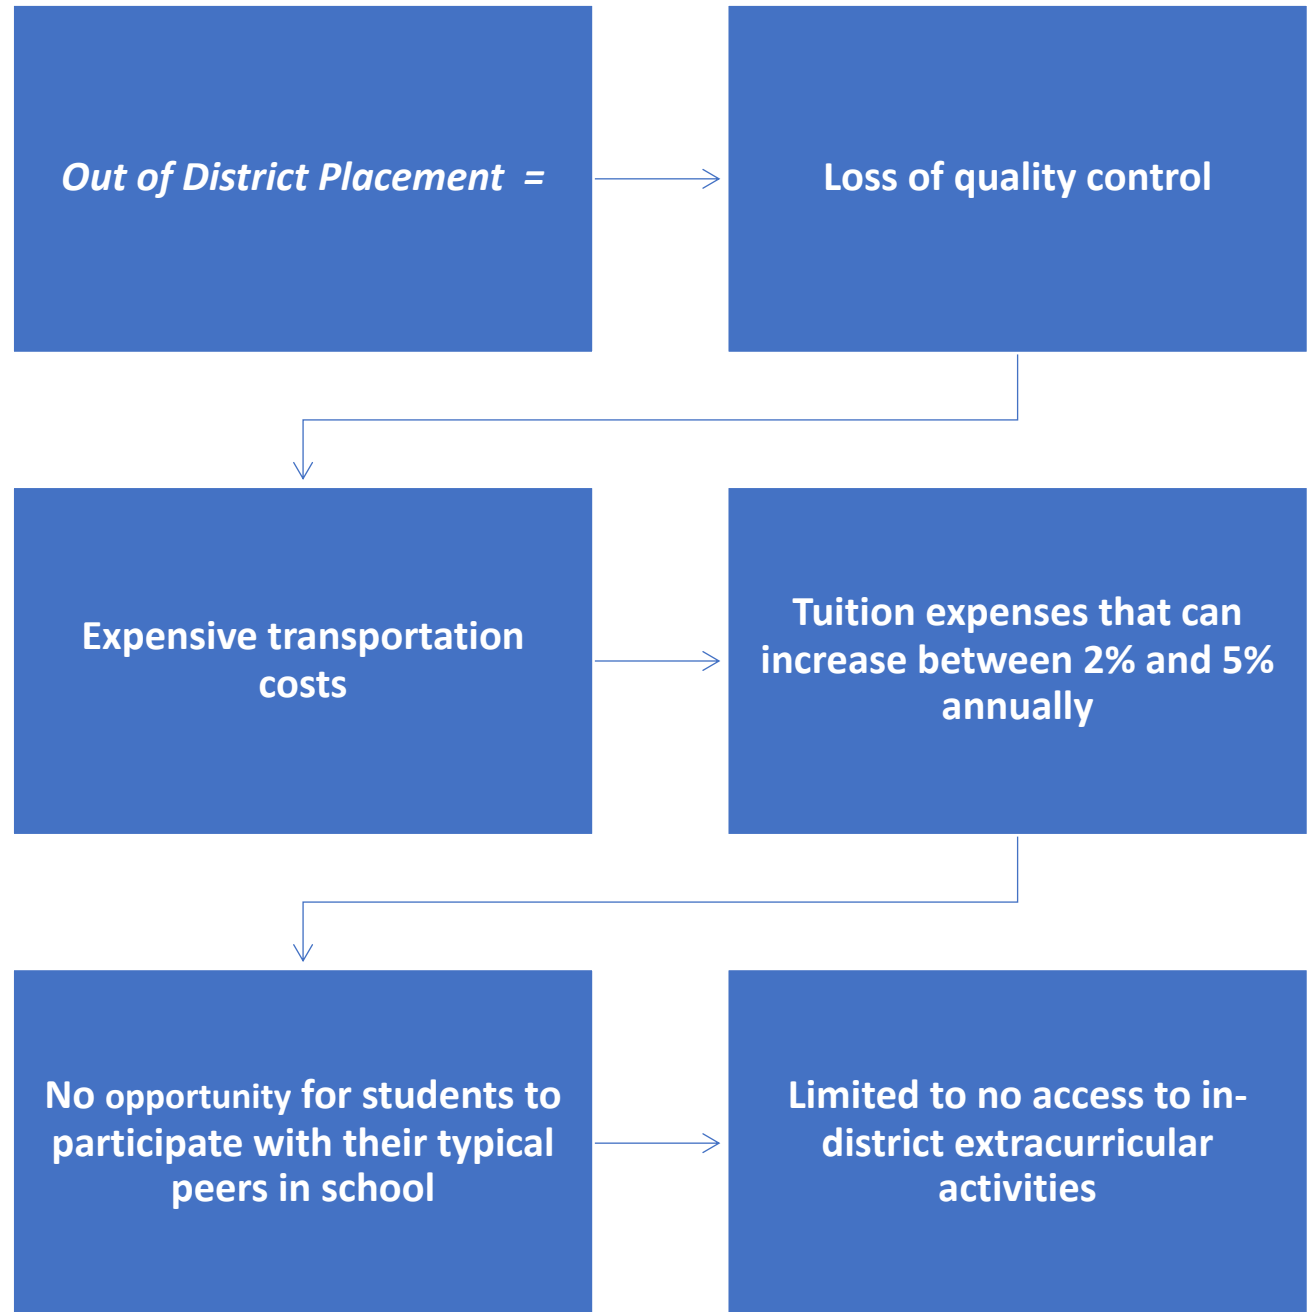 Out of District Placement =
Loss of quality control
Expensive transportation
costs
Tuition expenses that can
increase between 2% and 5%
annually
No opportunity for students to
participate with their typical
peers in school
Limited to no access to in-
district extracurricular
activities